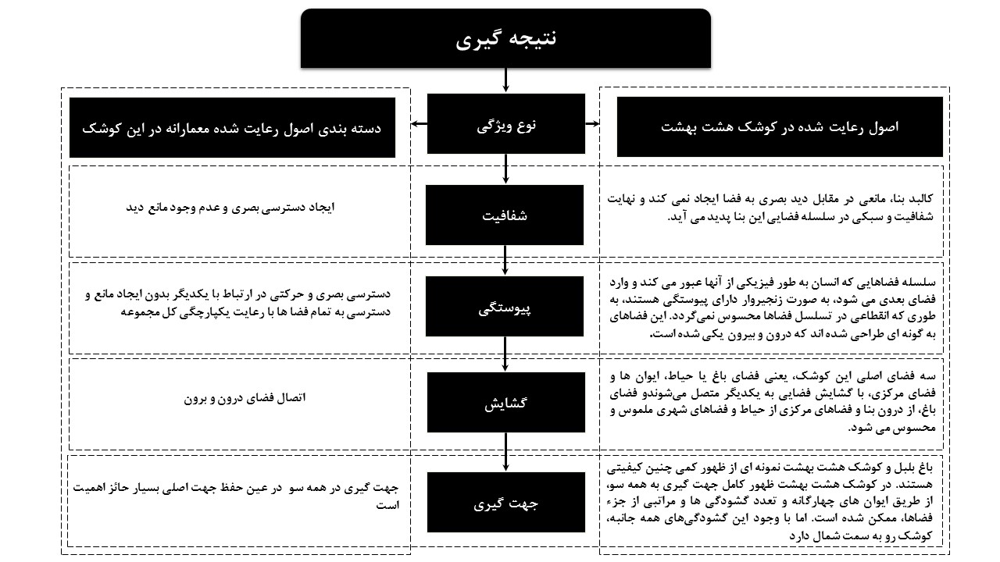 نتیجه گیری
اصول رعایت شده در کوشک هشت بهشت
نوع ویژگی
دسته بندی اصول رعایت شده معمارانه در این کوشک
کالبد بنا، مانعی در مقابل دید بصری به فضا ایجاد نمی کند و نهایت
شفافیت و سبکی در سلسله فضایی این بنا پدید می آید.
شفافیت
ایجاد دسترسی بصری و عدم وجود مانع دید
سلسله فضاهایی که انسان به طور فیزیکی از آنها عبور می کند و وارد
فضای بعدی می شود، به صورت زنجیروار دارای پیوستگی هستند، به
طوری که انقطاعی در تسلسل فضاها محسوس نمی‌گردد. این فضاهای
به گونه ای طراحی شده اند که درون و بیرون یکی شده است.
پیوستگی
دسترسی بصری و حرکتی در ارتباط با یکدیگر بدون ایجاد مانع و
دسترسی به تمام فضا ها با رعایت یکپارچگی کل مجموعه
سه فضای اصلی این کوشک، یعنی فضای باغ یا حیاط، ایوان ها و
فضای مرکزی، با گشایش فضایی به یکدیگر متصل می‌شوندو فضای
باغ، از درون بنا و فضاهای مرکزی از حیاط و فضاهای شهری ملموس و
محسوس می شود.
گشایش
اتصال فضای درون و برون
باغ بلبل و کوشک هشت بهشت نمونه ای از ظهور کمی چنین کیفیتی
هستند. در کوشک هشت بهشت ظهور کامل جهت گیری به همه سو،
از طریق ایوان های چهارگانه و تعدد گشودگی ها و مراتبی از جزء
فضاها، ممکن شده است. اما با وجود این گشودگی‌های همه جانبه،
کوشک رو به سمت شمال دارد
جهت گیری
جهت گیری در همه سو در عین حفظ جهت اصلی بسیار حائز اهمیت
است